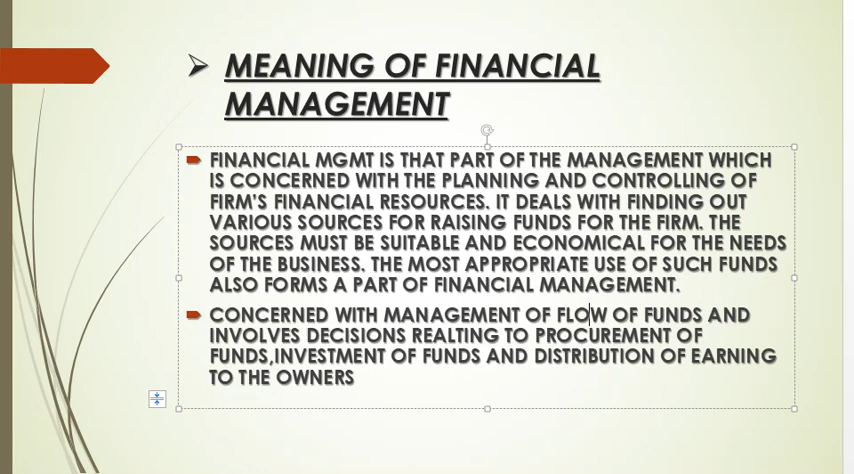 MEANING OF FINANCIAL
MANAGEMENT
FINANCIAL MGMT IS THAT PART OF THE MANAGEMENT WHICH
IS CONCERNED WITH THE PLANNING AND CONTROLLING OF
FIRM'S FINANCIAL RESOURCES. IT DEALS WITH FINDING OUT
VARIOUS SOURCES FOR RAISING FUNDS FOR THE FIRM. THE
SOURCES MUST BE SUITABLE AND ECONOMICAL FOR THE NEEDS
OF THE BUSINESS. THE MOST APPROPRIATE USE OF SUCH FUNDS
ALSO FORMS A PART OF FINANCIAL MANAGEMENT.
CONCERNED WITH MANAGEMENT OF FLOW OF FUNDS AND
INVOLVES DECISIONS REALTING TO PROCUREMENT OF
FUNDS,INVESTMENT OF FUNDS AND DISTRIBUTION OF EARNING
TO THE OWNERS